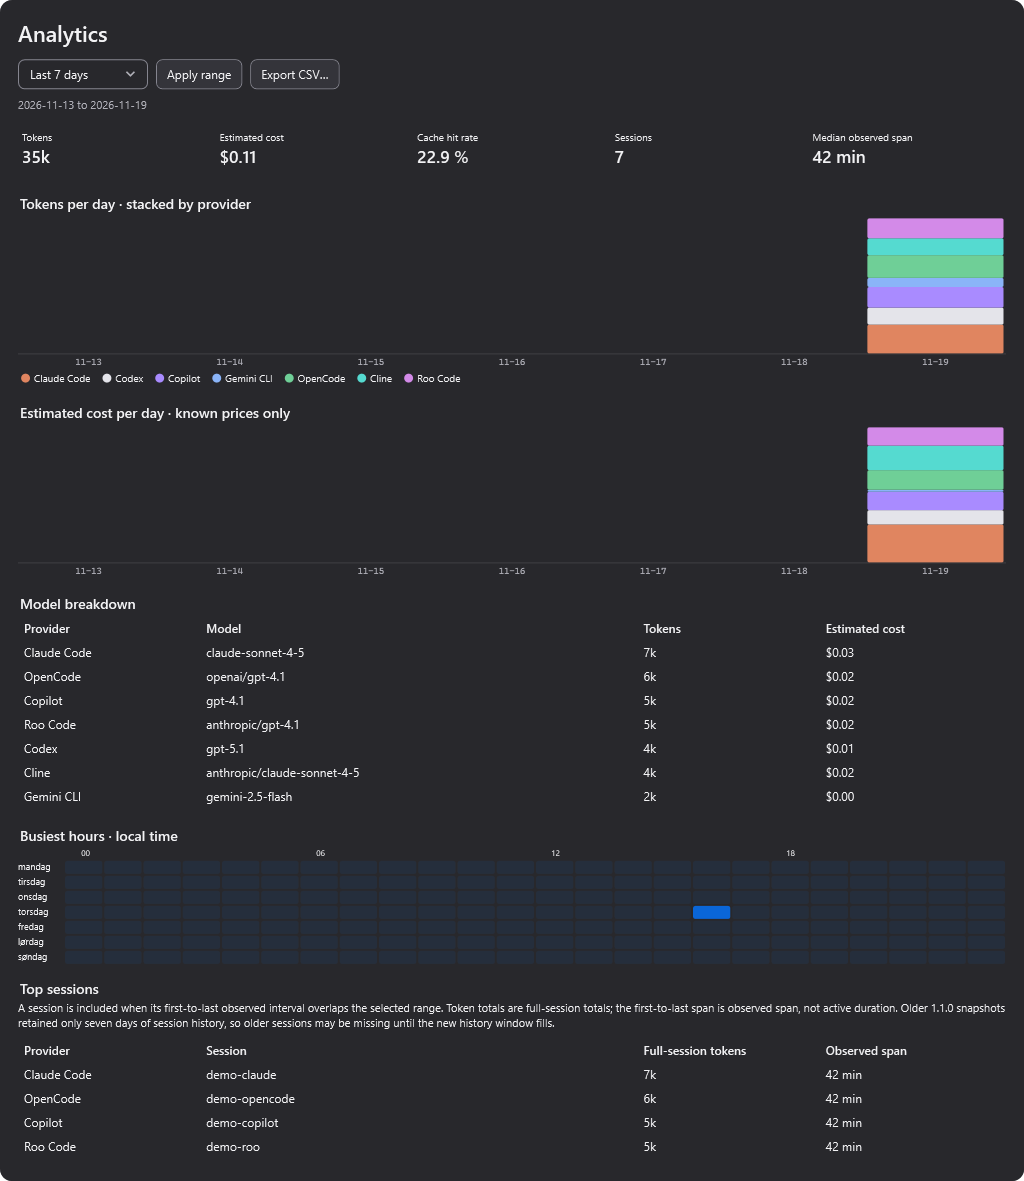 Analytics
Last 7 days Apply range Export CSV...
2026-11-13 to 2026-11-19
Tokens Estimated cost Cache hit rate Sessions Median observed span
35k $0.11 22.9 % 7 42 min
Tokens per day · stacked by provider
11-13 11-14 11-15 11-16 11-17 11-18 11-19
Claude Code Codex Copilot Gemini CLI OpenCode Cline Roo Code
Estimated cost per day · known prices only
11-13 11-14 11-15 11-16 11-17 11-18 11-19
Model breakdown
Provider Model Tokens Estimated cost
Claude Code claude-sonnet-4-5 7k $0.03
OpenCode openai/gpt-4.1 6k $0.02
Copilot gpt-4.1 5k $0.02
Roo Code anthropic/gpt-4.1 5k $0.02
Codex gpt-5.1 4k $0.01
Cline anthropic/claude-sonnet-4-5 4k $0.02
Gemini CLI gemini-2.5-flash 2k $0.00
Busiest hours · local time
00 06 12 18
mandag
tirsdag
onsdag
torsdag
fredag
lørdag
søndag
Top sessions
A session is included when its first-to-last observed interval overlaps the selected range. Token totals are full-session totals; the first-to-last span is observed span, not active duration. Older 1.1.0 snapshots
retained only seven days of session history, so older sessions may be missing until the new history window fills.
Provider Session Full-session tokens Observed span
Claude Code demo-claude 7k 42 min
OpenCode demo-opencode 6k 42 min
Copilot demo-copilot 5k 42 min
Roo Code demo-roo 5k 42 min